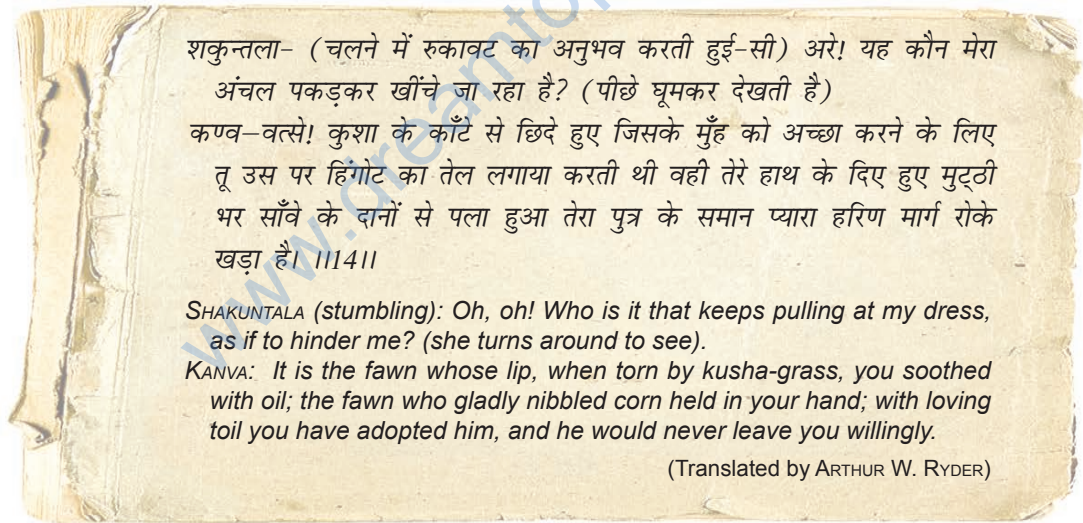 शकुन्तला– (चलने में रुकावट का अनुभव करती हुई-सी) अरे! यह कौन मेरा
अंचल पकड़कर खींचे जा रहा है? (पीछे घूमकर देखती है)
कण्व–वत्से! कुशा के काँटे से छिदे हुए जिसके मुँह को अच्छा करने के लिए
तू उस पर हिंगोट का तेल लगाया करती थी वही तेरे हाथ के दिए हुए मुट्ठी
भर साँवे के दानों से पला हुआ तेरा पुत्र के समान प्यारा हरिण मार्ग रोके
खड़ा है। ।।14।।
SHAKUNTALA (stumbling): Oh, oh! Who is it that keeps pulling at my dress,
as if to hinder me? (she turns around to see).
KANVA: It is the fawn whose lip, when torn by kusha-grass, you soothed
with oil; the fawn who gladly nibbled corn held in your hand; with loving
toil you have adopted him, and he would never leave you willingly.
(Translated by ARTHUR W. RYDER)